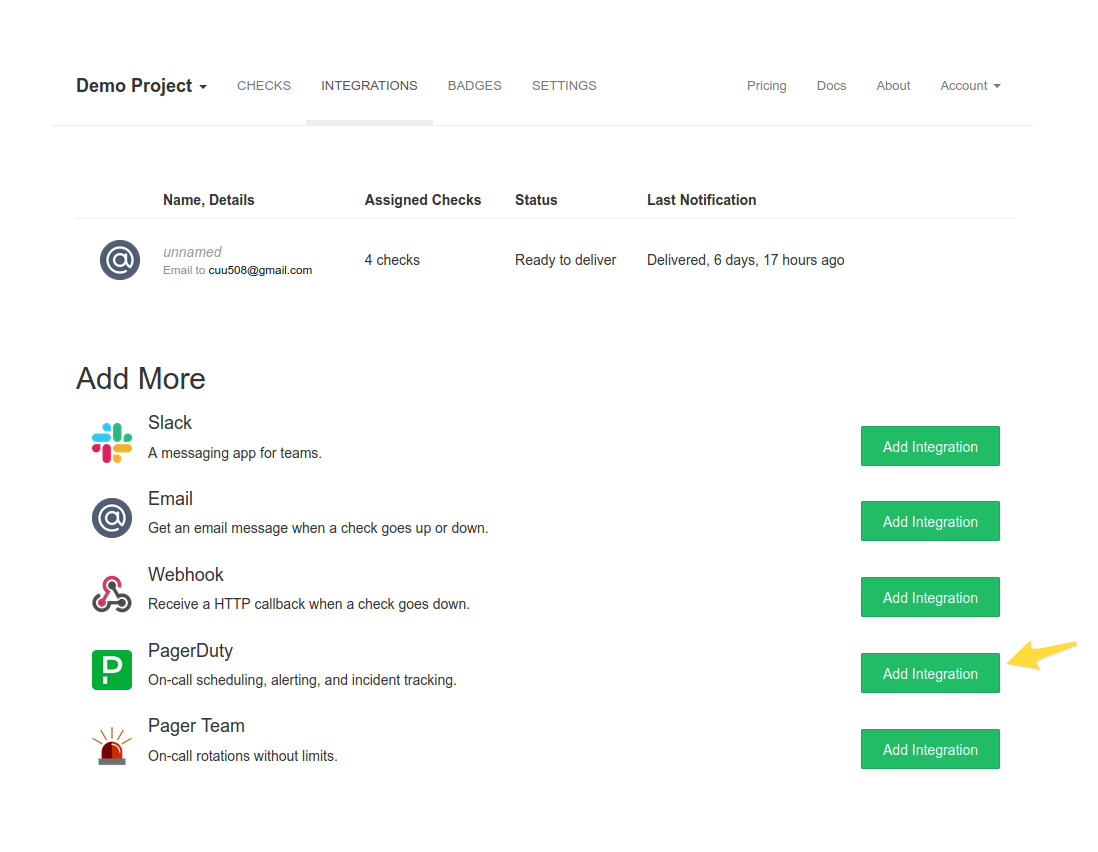 Demo Project CHECKS INTEGRATIONS BADGES SETTINGS Pricing Docs About Account
Name, Details Assigned Checks Status Last Notification
unnamed
Email to cuu508@gmail.com
4 checks Ready to deliver Delivered, 6 days, 17 hours ago
Add More
Slack
A messaging app for teams.
Add Integration
Email
Get an email message when a check goes up or down.
Add Integration
Webhook
Receive a HTTP callback when a check goes down.
Add Integration
P
PagerDuty
On-call scheduling, alerting, and incident tracking.
Add Integration
Pager Team
On-call rotations without limits.
Add Integration